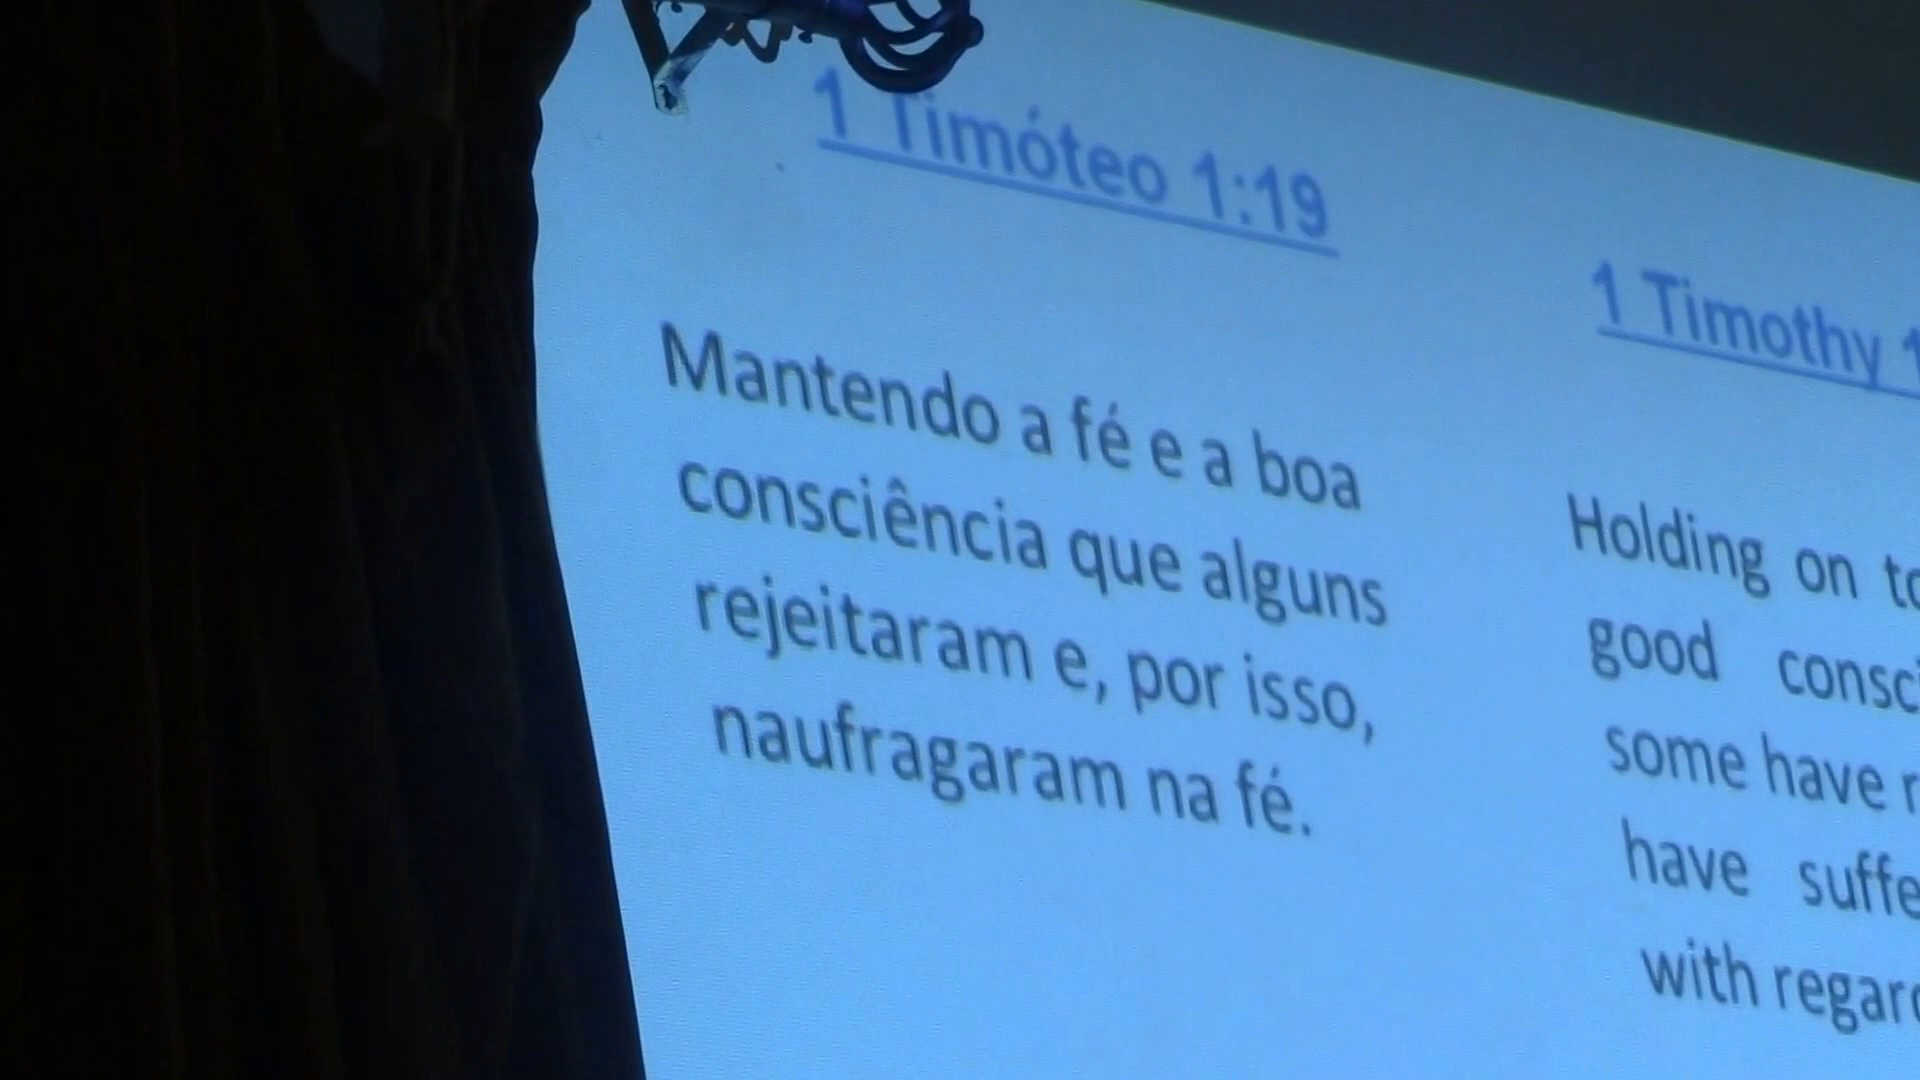 1 Timóteo 1:19
Mantendo a fé e a boa
consciência que alguns
rejeitaram e, por isso,
naufragaram na fé.
1 Timothy
Holding on
good
some have
have
with